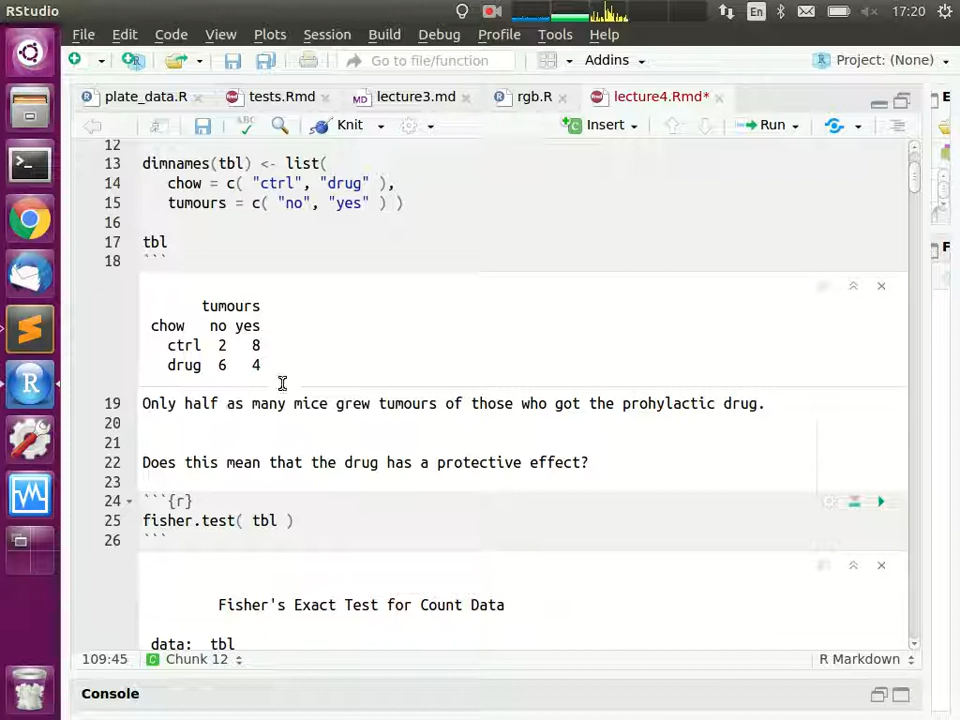 RStudio
En
17:20
File Edit Code View Plots Session Build Debug Profile Tools Help
Go to file/function
Addins
Project: (None)
plate_data.R
tests.Rmd
MD lecture3.md
rgb.R
lecture4.Rmd*
E
Knit
Insert
Run
12
13 dimnames(tbl) <- list(
14 chow = c( "ctrl", "drug" ),
15 tumours = c( "no", "yes" ) )
16
17 tbl
18 ```
tumours
chow no yes
ctrl 2 8
drug 6 4
19 Only half as many mice grew tumours of those who got the prohylactic drug.
20
21
22 Does this mean that the drug has a protective effect?
23
24 ```{r}
25 fisher.test( tbl )
26 ```
Fisher's Exact Test for Count Data
data: tbl
109:45 Chunk 12
R Markdown
Console